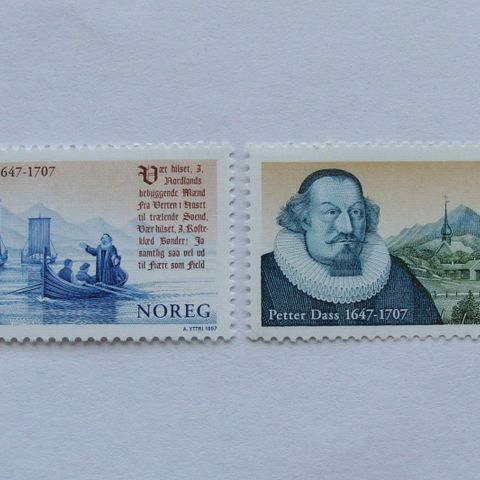 647-1707
Vær hilset, J,
Nordlands
bebyggende Mænd
Fra Verten i Huset
til trælende Svend,
Vær hilset, J, Kofte-
klæd Bønder! Ja
samtlig saa vel ud
til Fiære som Field
NOREG
A. YTTRI 1997
Petter Dass 1647-1707